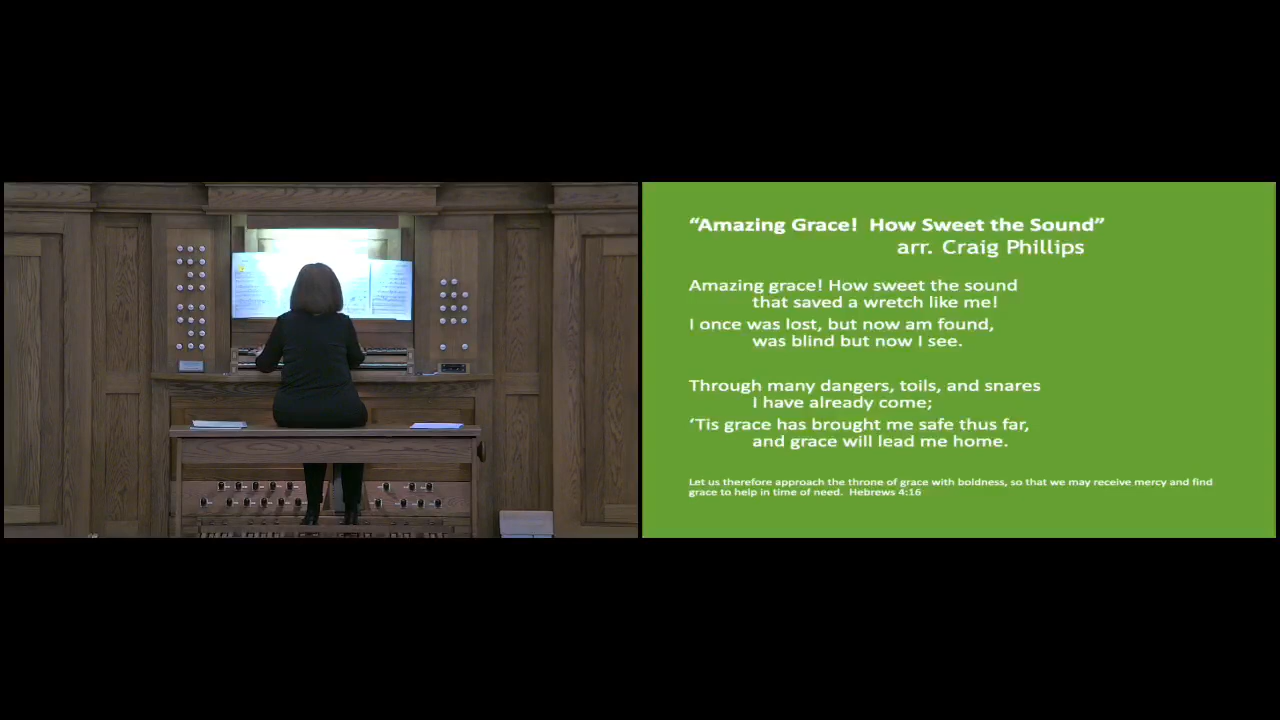 “Amazing Grace!  How Sweet the Sound”
arr. Craig Phillips
Amazing grace! How sweet the sound
that saved a wretch like me!
I once was lost, but now am found,
was blind but now I see.
Through many dangers, toils, and snares
I have already come;
‘Tis grace has brought me safe thus far,
and grace will lead me home.
Let us therefore approach the throne of grace with boldness, so that we may receive mercy and find
grace to help in time of need.  Hebrews 4:16